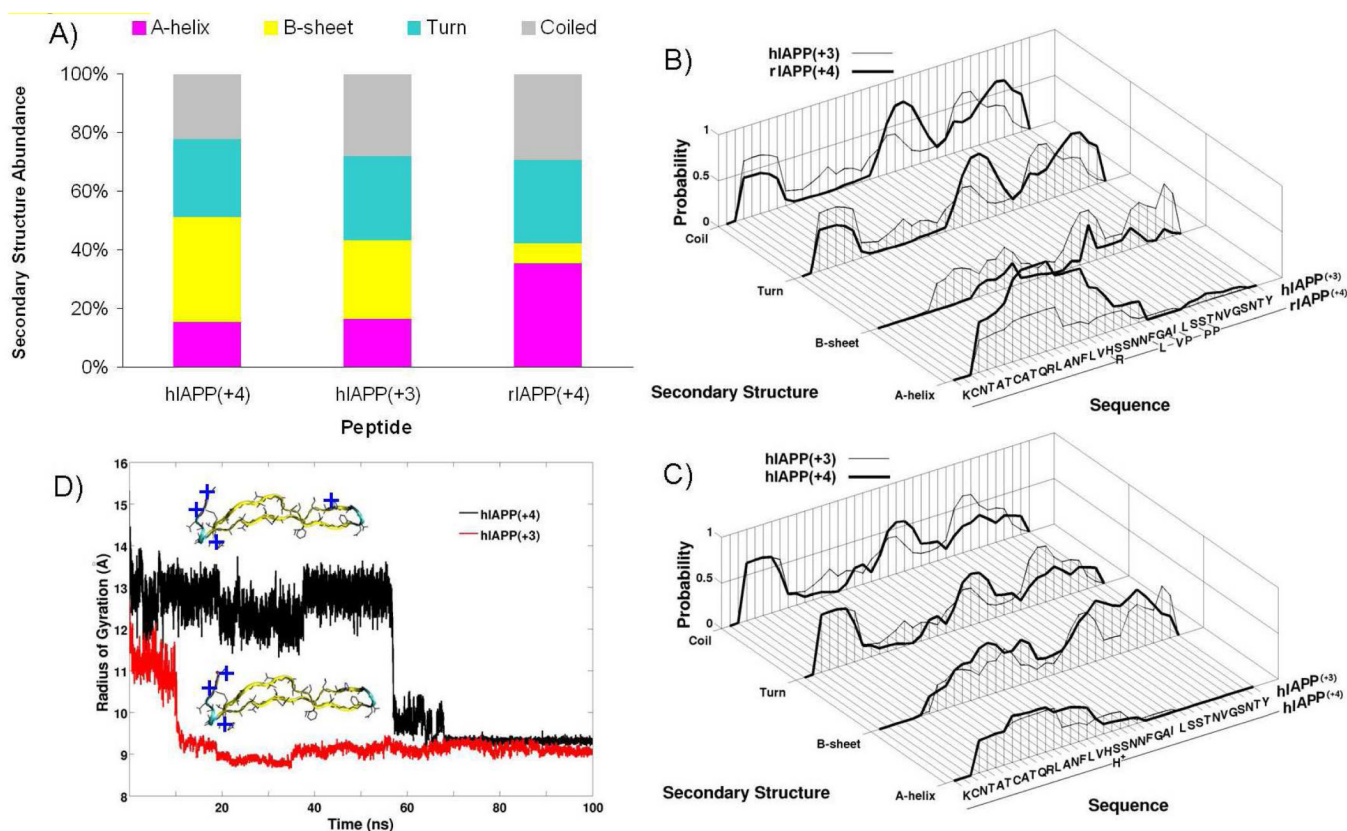 A)
A-helix B-sheet Turn Coiled
100%
80%
60%
40%
20%
0%
Secondary Structure Abundance
hIAPP(+4) hIAPP(+3) rIAPP(+4)
Peptide
B)
hIAPP(+3)
rIAPP(+4)
Probability
1
0.5
0
Coil
Turn
B-sheet
A-helix
KCNTATCATQRLANFLVHSSNNFGAILSSTNVGSNTY
R L VP PP
hIAPP(+3)
rIAPP(+4)
Secondary Structure
Sequence
D)
16
15
14
13
12
11
10
9
8
Radius of Gyration (Å)
hIAPP(+4)
hIAPP(+3)
+ + + +
+ + +
20 40 60 80 100
Time (ns)
C)
hIAPP(+3)
hIAPP(+4)
Probability
1
0.5
0
Coil
Turn
B-sheet
A-helix
KCNTATCATQRLANFLVHSSNNFGAILSSTNVGSNTY
H+
hIAPP(+3)
hIAPP(+4)
Secondary Structure
Sequence